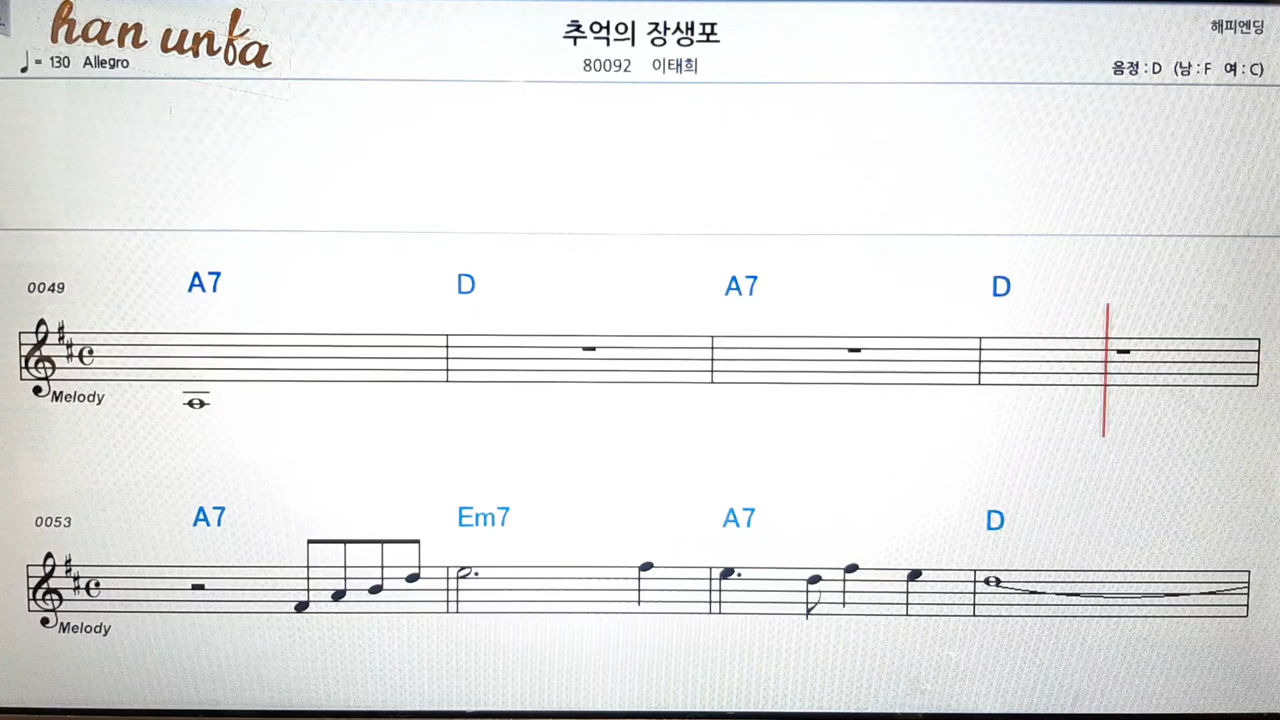 han unfa
추억의 장생포
해피엔딩
♩= 130 Allegro
80092 이태희
음정 : D (남 : F 여 : C)
0049 A7 D A7 D
Melody
0053 A7 Em7 A7 D
Melody